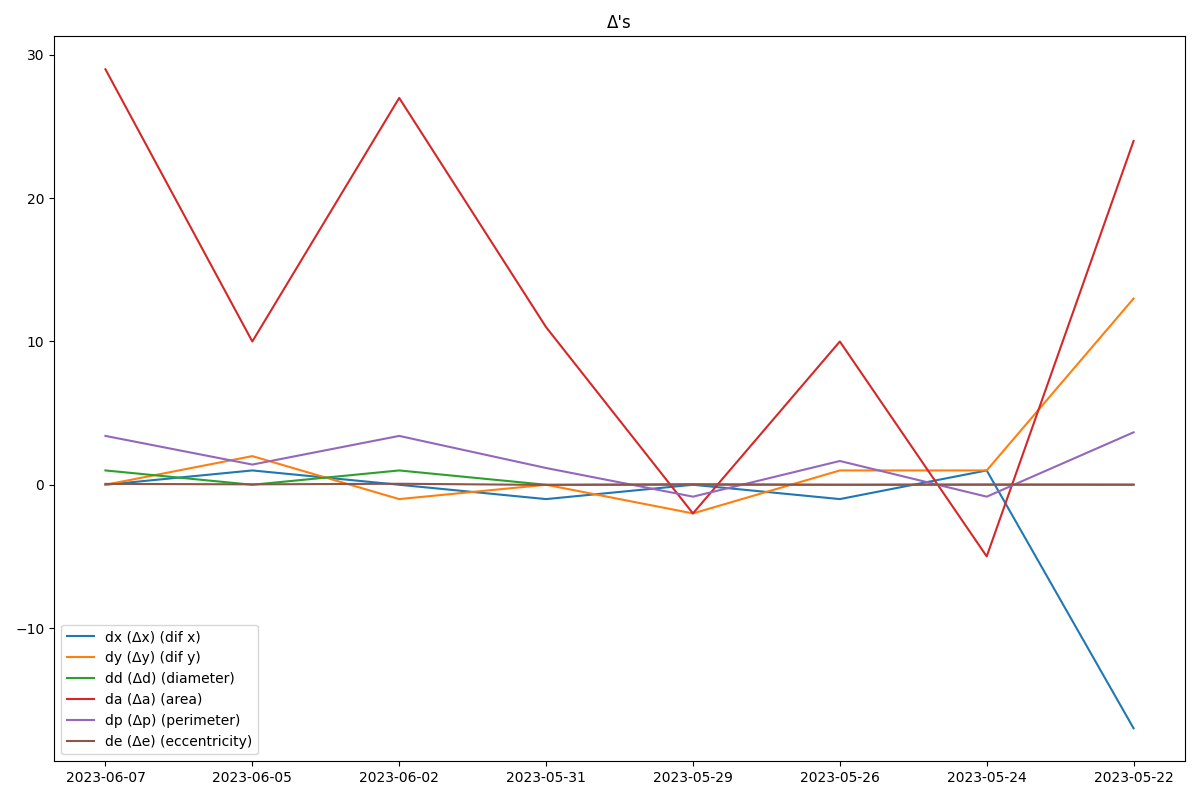 Δ's
30
20
10
0
−10
dx (Δx) (dif x)
dy (Δy) (dif y)
dd (Δd) (diameter)
da (Δa) (area)
dp (Δp) (perimeter)
de (Δe) (eccentricity)
2023-06-07 2023-06-05 2023-06-02 2023-05-31 2023-05-29 2023-05-26 2023-05-24 2023-05-22